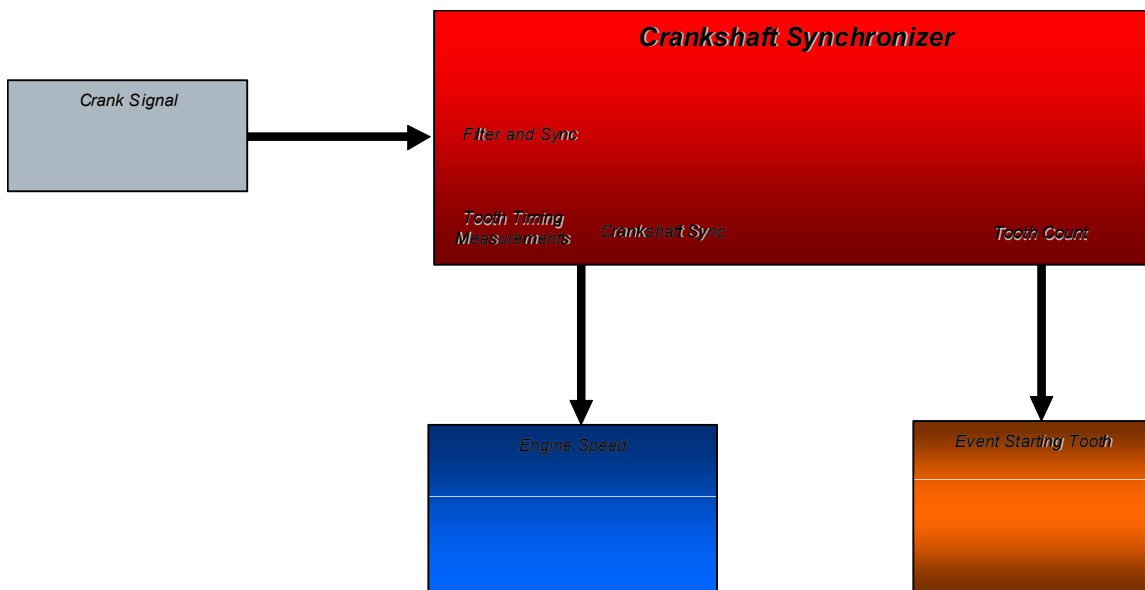 Crankshaft Synchronizer
Crank Signal
Filter and Sync
Tooth Timing
Measurements
Crankshaft Sync
Tooth Count
Engine Speed
Event Starting Tooth